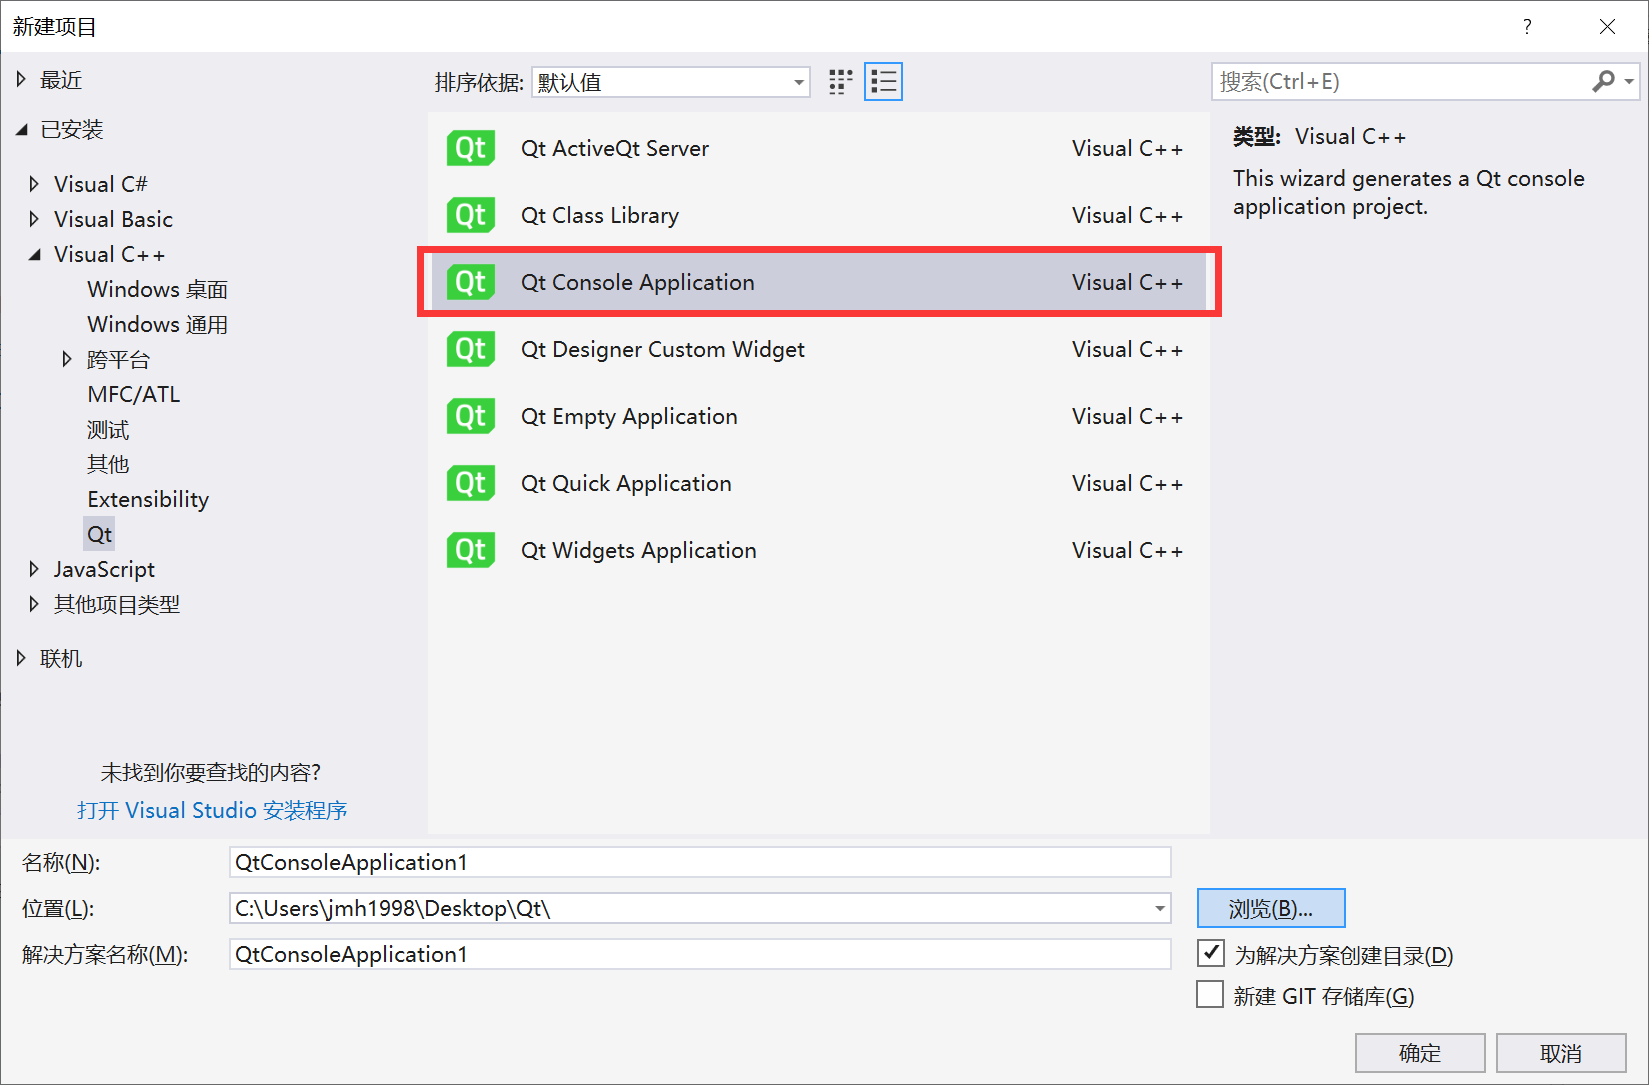 新建项目
?
最近
已安装
Visual C#
Visual Basic
Visual C++
Windows 桌面
Windows 通用
跨平台
MFC/ATL
测试
其他
Extensibility
Qt
JavaScript
其他项目类型
联机
未找到你要查找的内容?
打开 Visual Studio 安装程序
排序依据: 默认值
Qt Qt ActiveQt Server Visual C++
Qt Qt Class Library Visual C++
Qt Qt Console Application Visual C++
Qt Qt Designer Custom Widget Visual C++
Qt Qt Empty Application Visual C++
Qt Qt Quick Application Visual C++
Qt Qt Widgets Application Visual C++
搜索(Ctrl+E)
类型: Visual C++
This wizard generates a Qt console
application project.
名称(N): QtConsoleApplication1
位置(L): C:\Users\jmh1998\Desktop\Qt\
浏览(B)...
解决方案名称(M): QtConsoleApplication1
为解决方案创建目录(D)
新建 GIT 存储库(G)
确定 取消